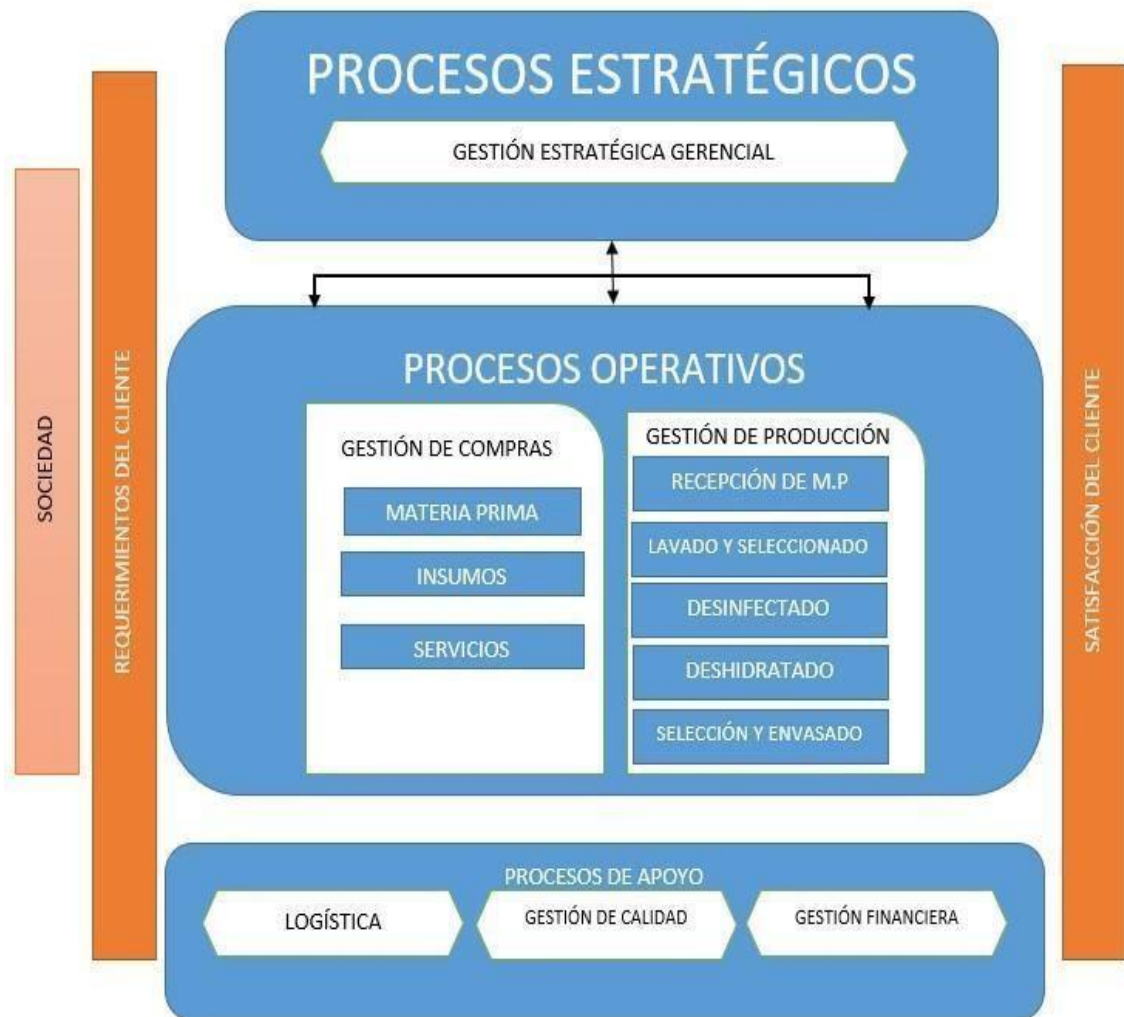 PROCESOS ESTRATÉGICOS
GESTIÓN ESTRATÉGICA GERENCIAL
SOCIEDAD
REQUERIMIENTOS DEL CLIENTE
PROCESOS OPERATIVOS
GESTIÓN DE COMPRAS
MATERIA PRIMA
INSUMOS
SERVICIOS
GESTIÓN DE PRODUCCIÓN
RECEPCIÓN DE M.P
LAVADO Y SELECCIONADO
DESINFECTADO
DESHIDRATADO
SELECCIÓN Y ENVASADO
SATISFACCIÓN DEL CLIENTE
PROCESOS DE APOYO
LOGÍSTICA
GESTIÓN DE CALIDAD
GESTIÓN FINANCIERA